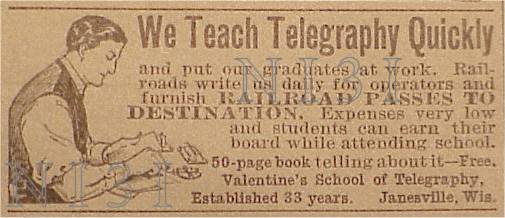 We Teach Telegraphy Quickly
and put our graduates at work. Rail-
roads write us daily for operators and
furnish RAILROAD PASSES TO
DESTINATION. Expenses very low
and students can earn their
board while attending school.
50-page book telling about it—Free.
Valentine's School of Telegraphy,
Established 33 years. Janesville, Wis.
NI3I
NI3I